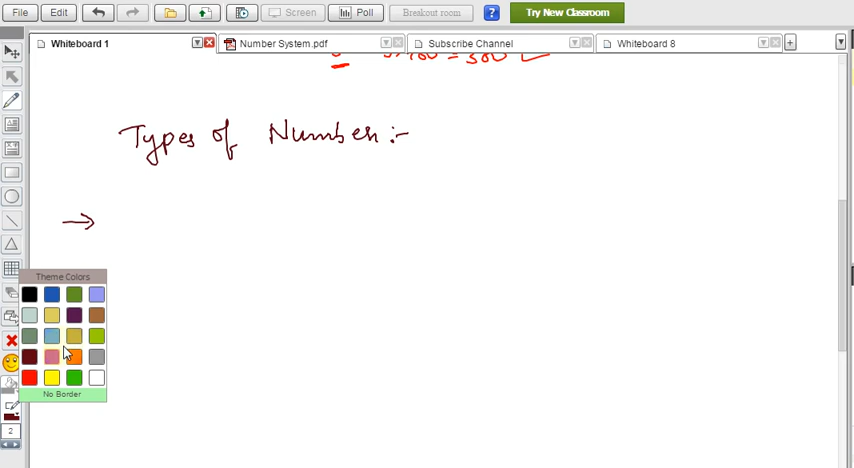 File Edit Screen Poll Breakout room ? Try New Classroom
Whiteboard 1 Number System.pdf Subscribe Channel Whiteboard 8
= 300
Types of Number :-
→
Theme Colors
No Border
2